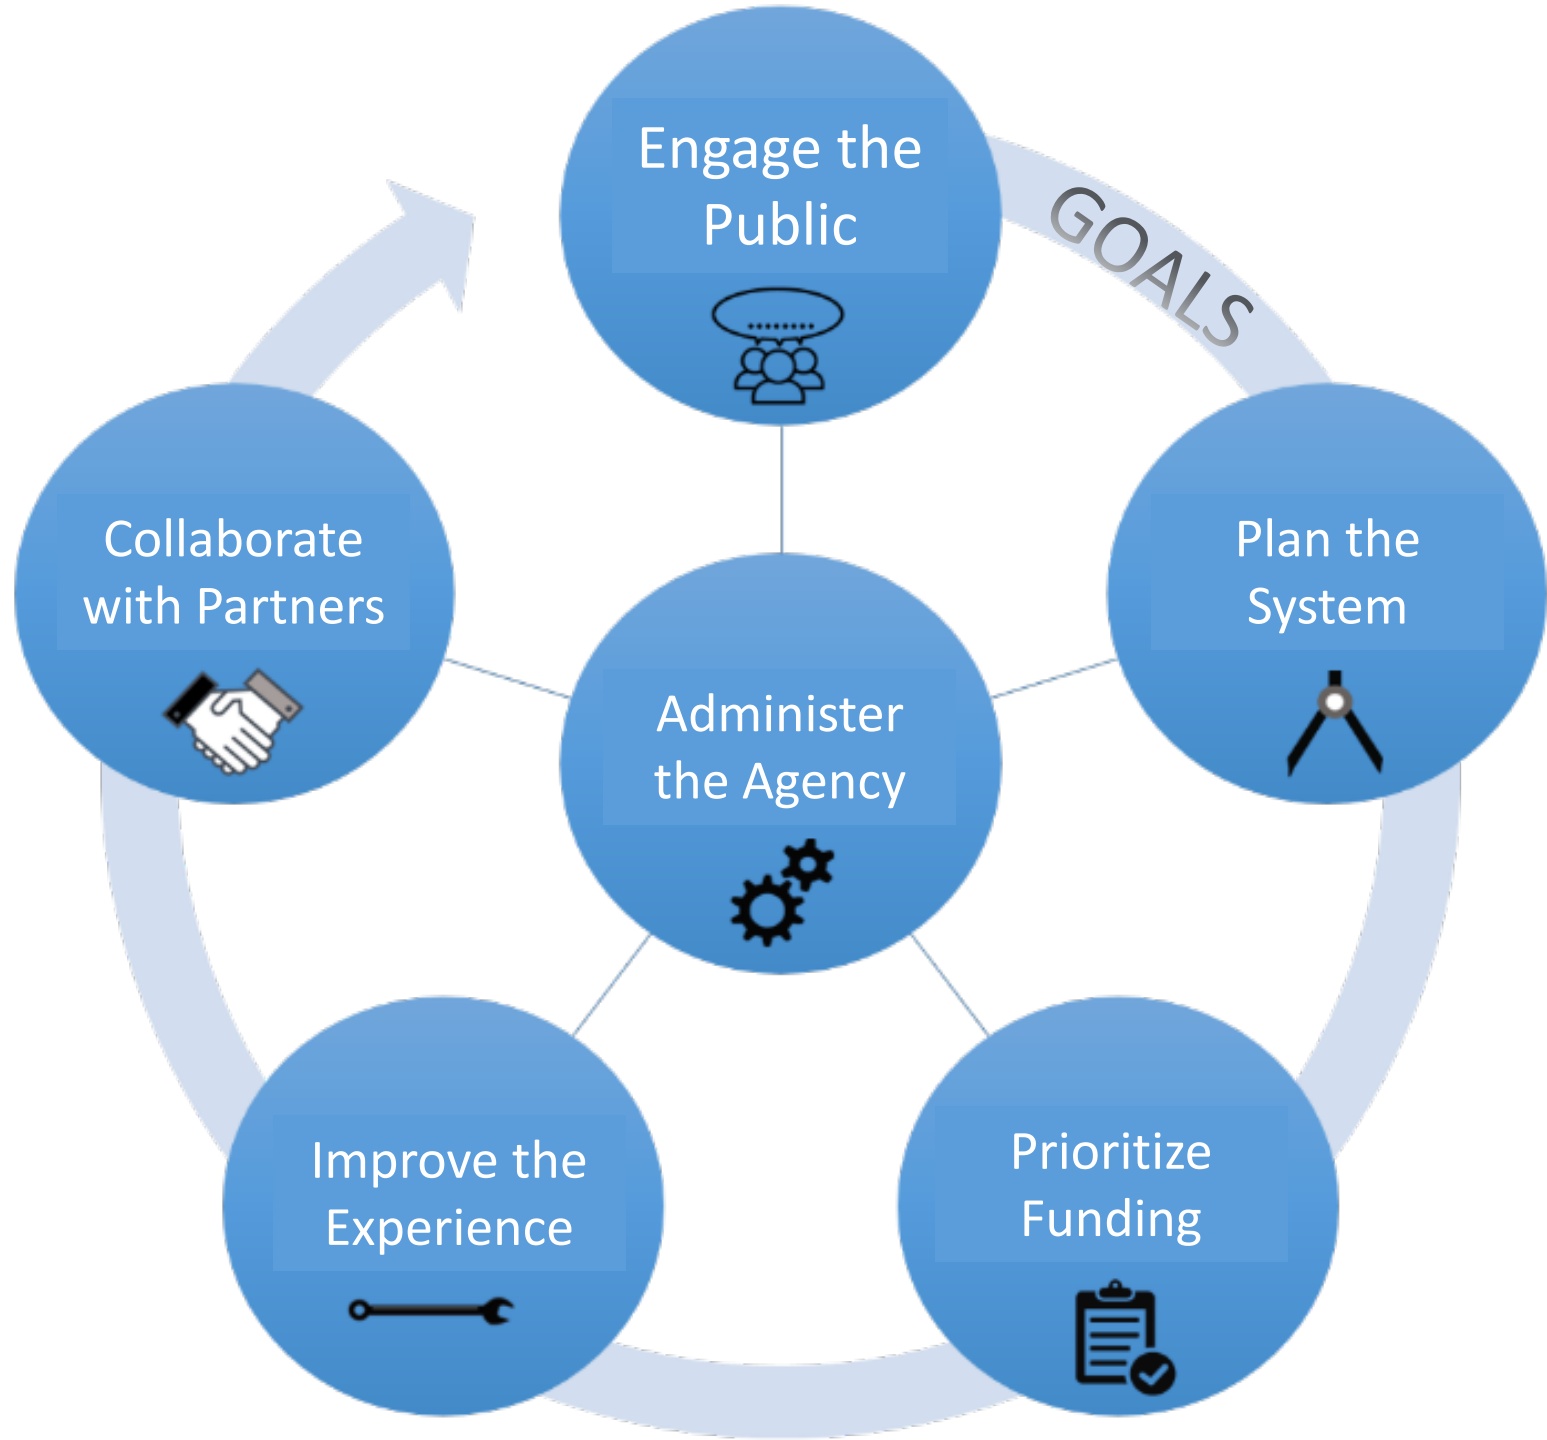 Engage the
Public
GOALS
Plan the
System
Prioritize
Funding
Improve the
Experience
Collaborate
with Partners
Administer
the Agency